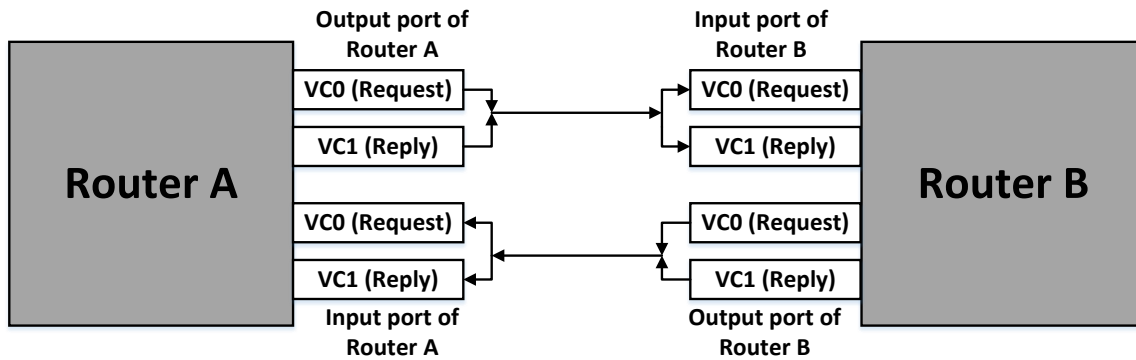 Output port of
Router A
Input port of
Router B
VC0 (Request)
VC0 (Request)
VC1 (Reply)
VC1 (Reply)
Router A
Router B
VC0 (Request)
VC0 (Request)
VC1 (Reply)
VC1 (Reply)
Input port of
Router A
Output port of
Router B